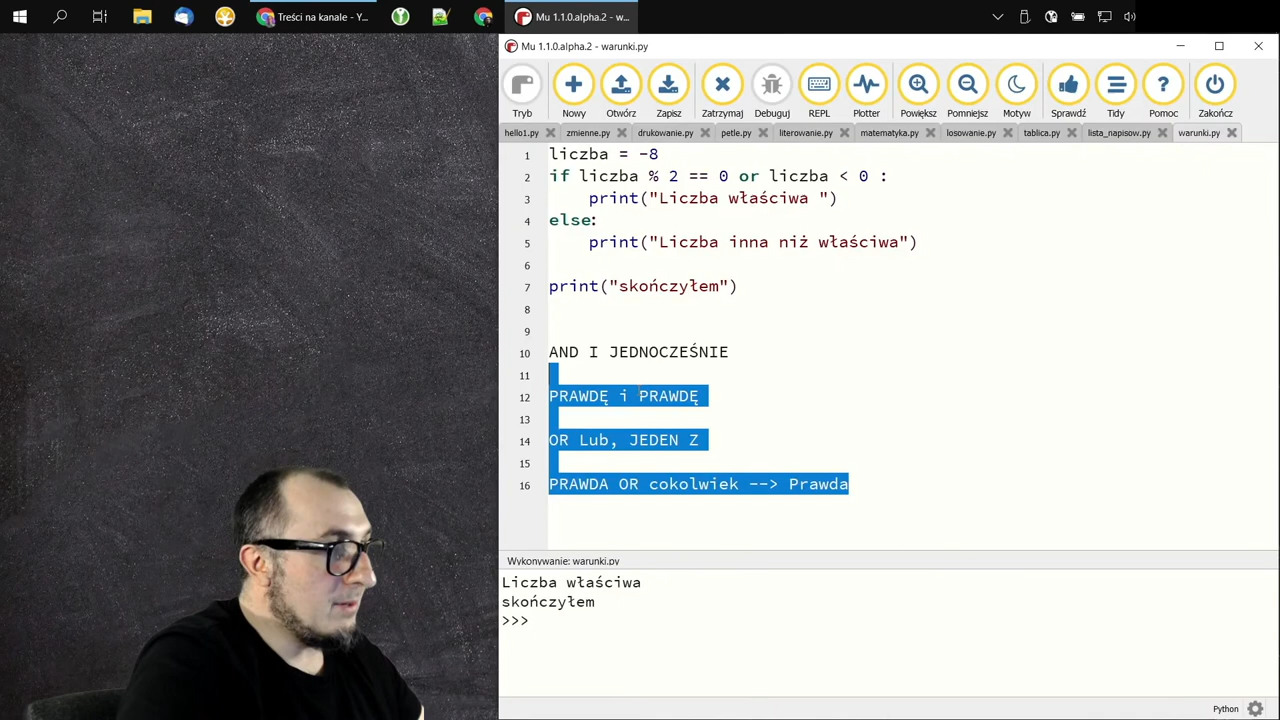 Treści na kanale - Y...
Mu 1.1.0.alpha.2 - w...
Mu 1.1.0.alpha.2 - warunki.py
Tryb Nowy Otwórz Zapisz Zatrzymaj Debuguj REPL Plotter Powiększ Pomniejsz Motyw Sprawdź Tidy Pomoc Zakończ
hello1.py zmienne.py drukowanie.py petle.py literowanie.py matematyka.py losowanie.py tablica.py lista_napisow.py warunki.py
1 liczba = -8
2 if liczba % 2 == 0 or liczba < 0 :
3 print("Liczba właściwa ")
4 else:
5 print("Liczba inna niż właściwa")
6
7 print("skończyłem")
8
9
10 AND I JEDNOCZEŚNIE
11
12 PRAWDĘ i PRAWDĘ
13
14 OR Lub, JEDEN Z
15
16 PRAWDA OR cokolwiek --> Prawda
Wykonywanie: warunki.py
Liczba właściwa
skończyłem
>>>
Python